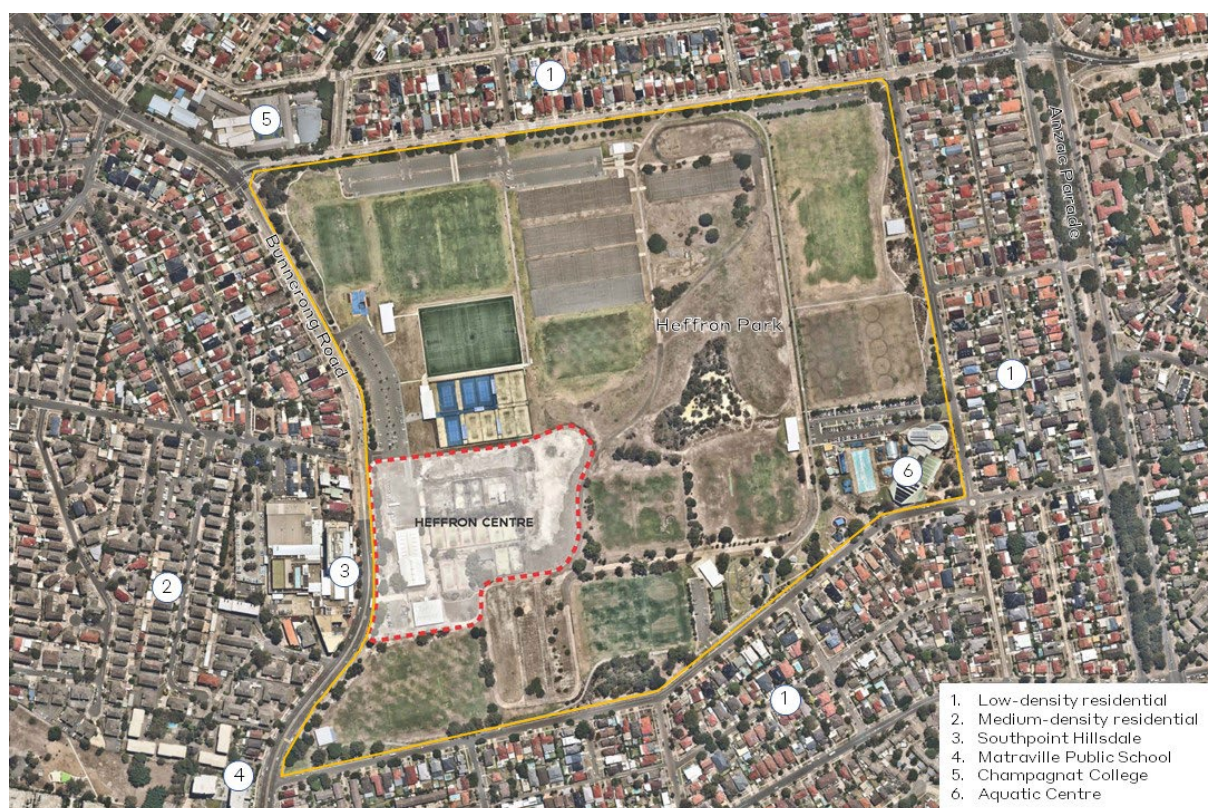 1
5
Anzac Parade
Bunnerong Road
Heffron Park
1
6
HEFFRON CENTRE
3
2
1
4
1. Low-density residential
2. Medium-density residential
3. Southpoint Hillsdale
4. Matraville Public School
5. Champagnat College
6. Aquatic Centre